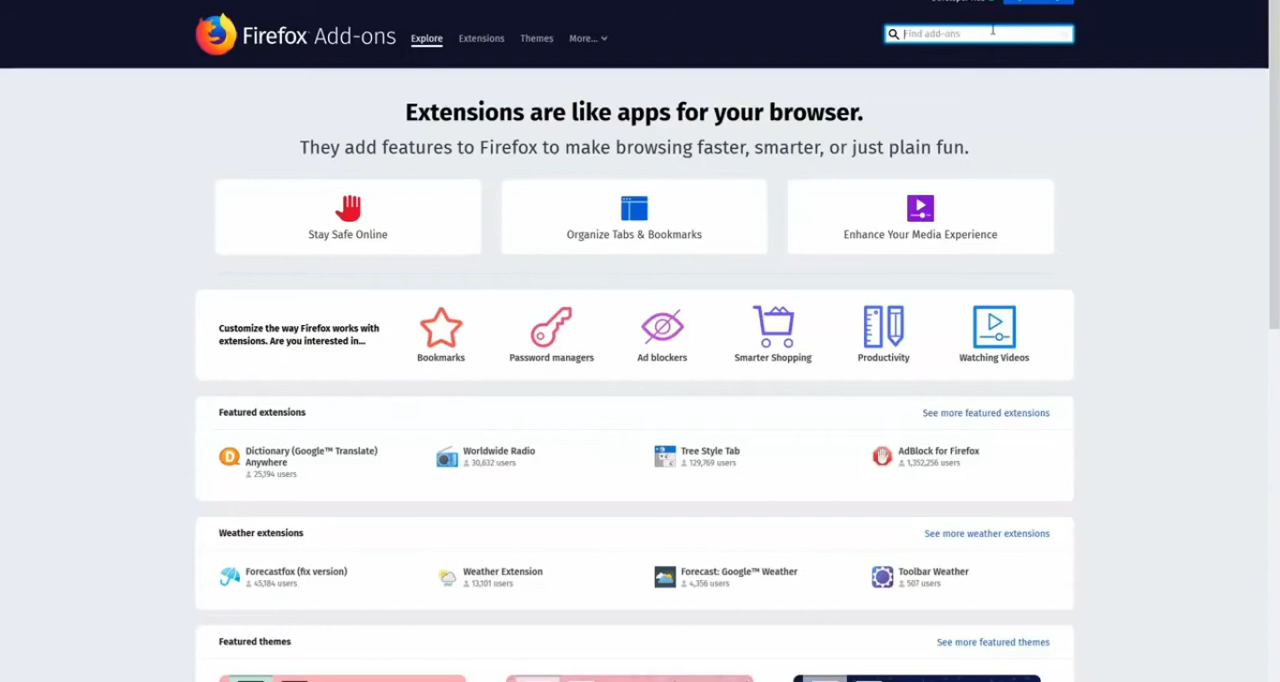 Firefox Add-ons
Explore
Extensions
Themes
More...
Find add-ons
Extensions are like apps for your browser.
They add features to Firefox to make browsing faster, smarter, or just plain fun.
Stay Safe Online
Organize Tabs & Bookmarks
Enhance Your Media Experience
Customize the way Firefox works with
extensions. Are you interested in...
Bookmarks
Password managers
Ad blockers
Smarter Shopping
Productivity
Watching Videos
Featured extensions
See more featured extensions
Dictionary (Google™ Translate)
Anywhere
25,194 users
Worldwide Radio
30,632 users
Tree Style Tab
129,769 users
AdBlock for Firefox
1,352,256 users
Weather extensions
See more weather extensions
Forecastfox (fix version)
45,184 users
Weather Extension
13,101 users
Forecast: Google™ Weather
4,356 users
Toolbar Weather
507 users
Featured themes
See more featured themes